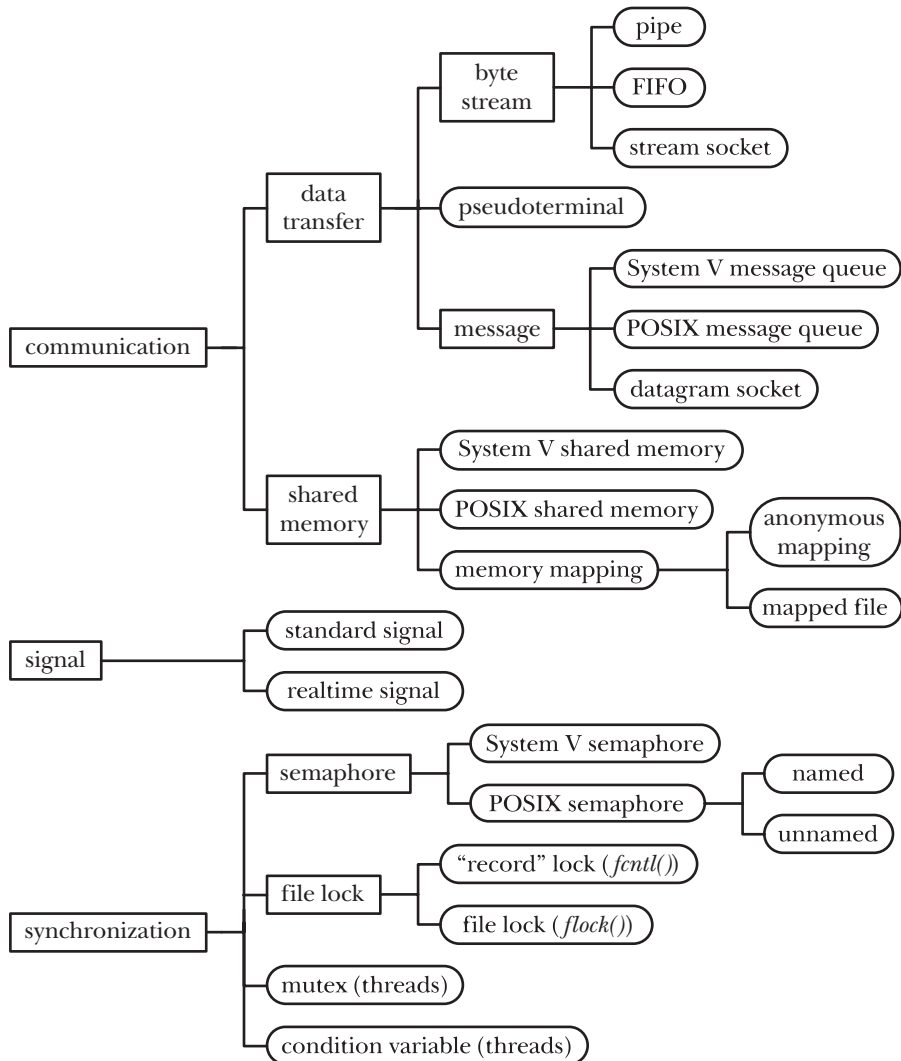 pipe
byte
stream
FIFO
stream socket
data
transfer
pseudoterminal
System V message queue
message
POSIX message queue
datagram socket
communication
System V shared memory
shared
memory
POSIX shared memory
anonymous
mapping
memory mapping
mapped file
standard signal
signal
realtime signal
System V semaphore
semaphore
named
POSIX semaphore
unnamed
“record” lock (fcntl())
file lock
file lock (flock())
synchronization
mutex (threads)
condition variable (threads)